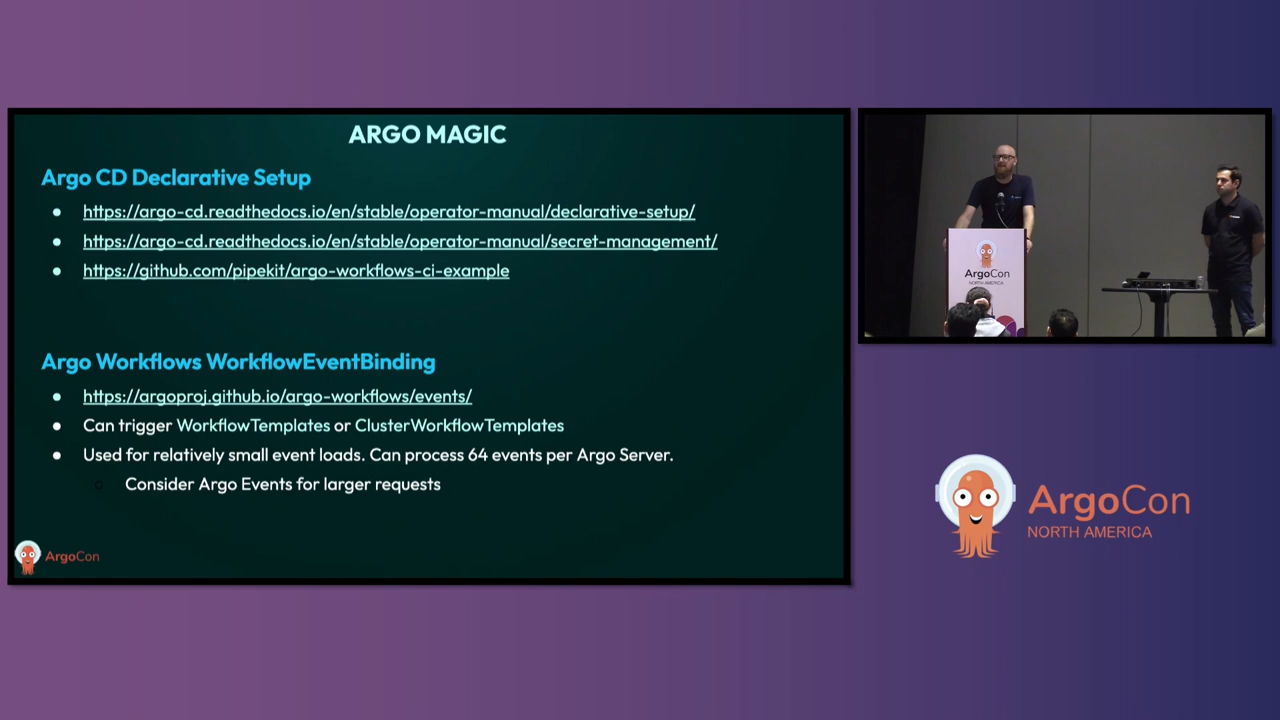 ARGO MAGIC
Argo CD Declarative Setup
● https://argo-cd.readthedocs.io/en/stable/operator-manual/declarative-setup/
● https://argo-cd.readthedocs.io/en/stable/operator-manual/secret-management/
● https://github.com/pipekit/argo-workflows-ci-example
Argo Workflows WorkflowEventBinding
● https://argoproj.github.io/argo-workflows/events/
● Can trigger WorkflowTemplates or ClusterWorkflowTemplates
● Used for relatively small event loads. Can process 64 events per Argo Server.
○ Consider Argo Events for larger requests
ArgoCon
ArgoCon
NORTH AMERICA
ArgoCon
NORTH AMERICA